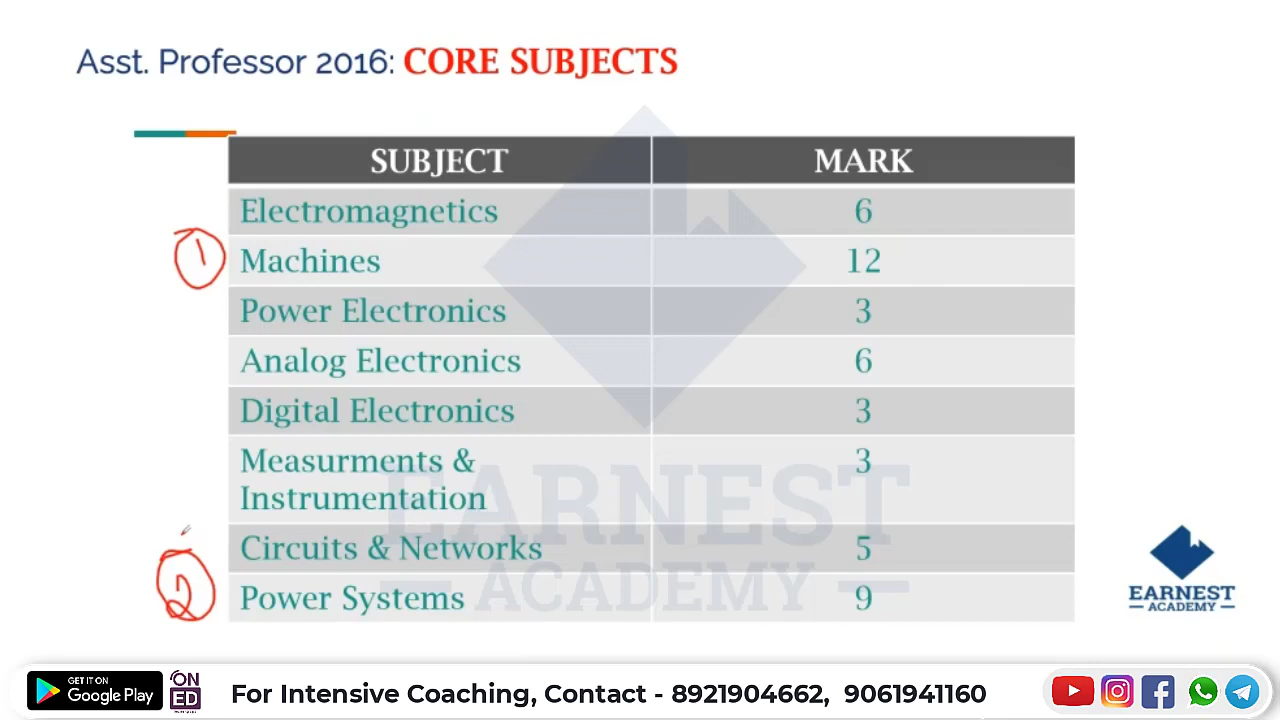 Asst. Professor 2016: CORE SUBJECTS
SUBJECT MARK
Electromagnetics 6
1 Machines 12
Power Electronics 3
Analog Electronics 6
Digital Electronics 3
Measurments & 3
Instrumentation
Circuits & Networks 5
2 Power Systems 9
EARNEST
ACADEMY
EARNEST
ACADEMY
GET IT ON
Google Play
ON
ED
For Intensive Coaching, Contact - 8921904662, 9061941160